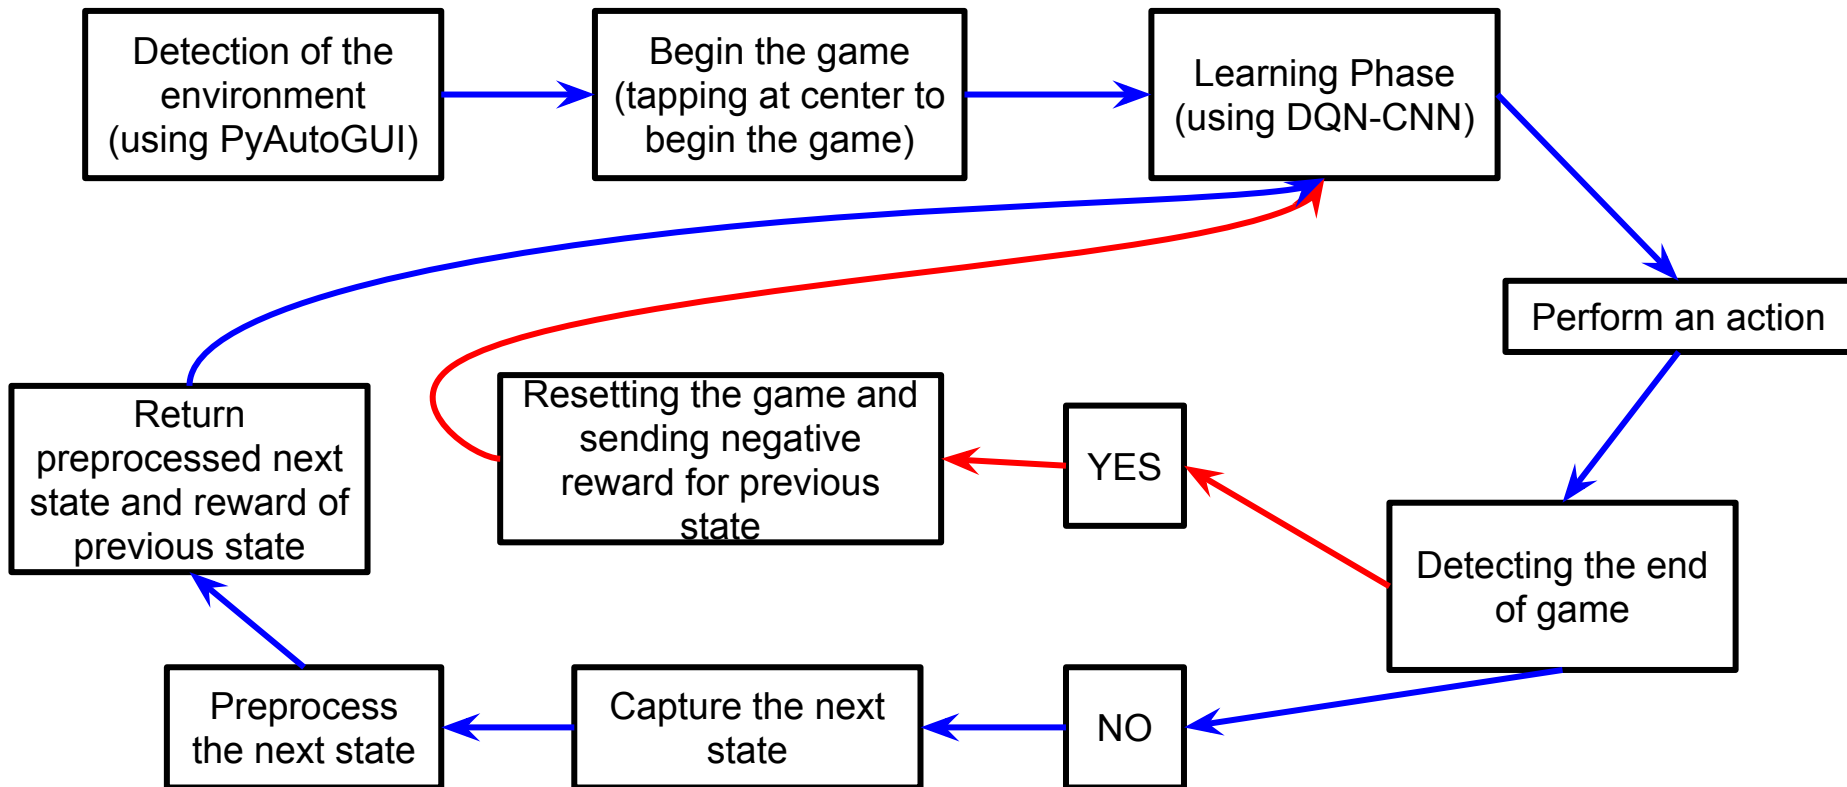 Detection of the
environment
(using PyAutoGUI)
Begin the game
(tapping at center to
begin the game)
Learning Phase
(using DQN-CNN)
Perform an action
Detecting the end
of game
YES
Resetting the game and
sending negative
reward for previous
state
NO
Capture the next
state
Preprocess
the next state
Return
preprocessed next
state and reward of
previous state